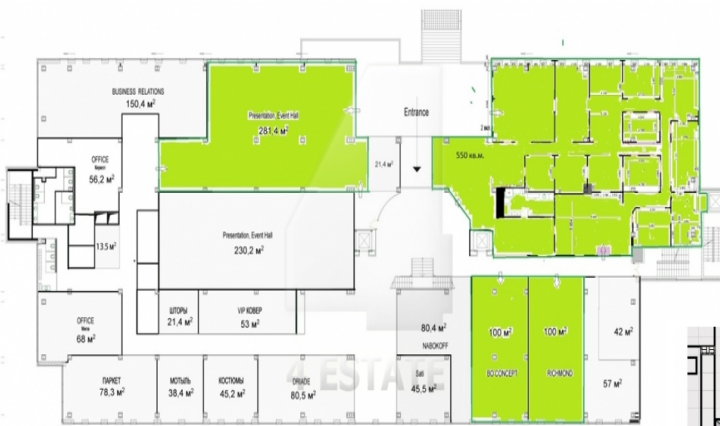 BUSINESS RELATIONS
150,4 м²
Presentation, Event Hall
281,4 м²
Entrance
21,4 м²
550 кв.м.
OFFICE
56,2 м²
13.5 м²
Presentation, Event Hall
230,2 м²
OFFICE
68 м²
ШТОРЫ
21,4 м²
VIP КОВЕР
53 м²
80,4 м²
NABOKOFF
100 м²
BO CONCEPT
100 м²
RICHMOND
42 м²
57 м²
ПАРКЕТ
78,3 м²
МОТЫЛЬ
38,4 м²
КОСТЮМЫ
45,2 м²
ORIADE
80,5 м²
45,5 м²
4 ESTATE